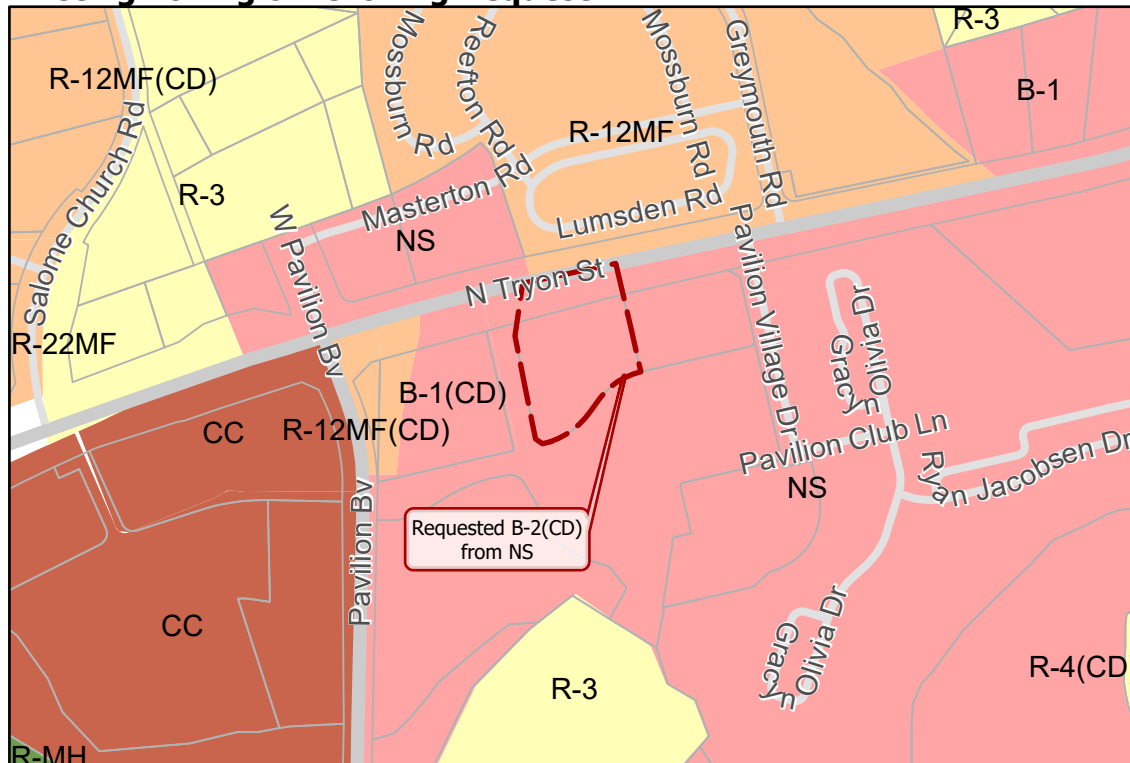 R-3
R-12MF(CD)
Mossburn Rd
Reefton Rd
Mossburn Rd
Greymouth Rd
B-1
R-12MF
Salome Church Rd
R-3
Masterton Rd
Lumsden Rd
W Pavilion Bv
NS
N Tryon St
Pavilion Village Dr
Gracyn Olivia Dr
R-22MF
B-1(CD)
CC
R-12MF(CD)
Pavilion Club Ln
Ryan Jacobsen Dr
NS
Requested B-2(CD)
from NS
Pavilion Bv
CC
Gracyn Olivia Dr
R-3
R-4(CD
R-MH